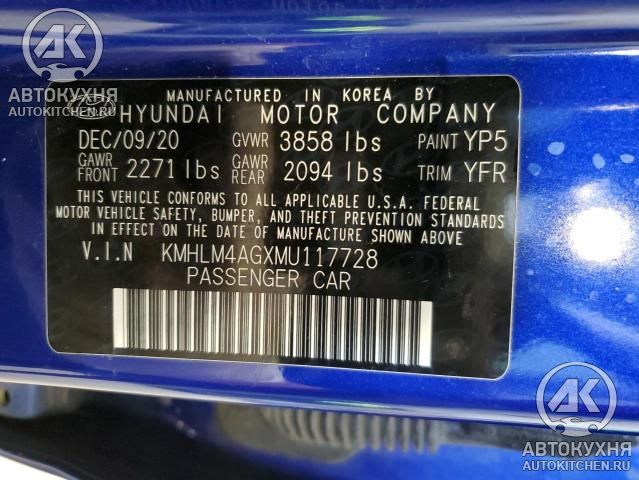 АВТОКУХНЯ
AUTOKITCHEN.RU
MANUFACTURED IN KOREA BY
HYUNDAI MOTOR COMPANY
DEC/09/20 GVWR 3858 lbs PAINT YP5
GAWR FRONT 2271 lbs GAWR REAR 2094 lbs TRIM YFR
THIS VEHICLE CONFORMS TO ALL APPLICABLE U.S.A. FEDERAL
MOTOR VEHICLE SAFETY, BUMPER, AND THEFT PREVENTION STANDARDS
IN EFFECT ON THE DATE OF MANUFACTURE SHOWN ABOVE.
V.I.N KMHLM4AGXMU117728
PASSENGER CAR
АК
АВТОКУХНЯ
AUTOKITCHEN.RU